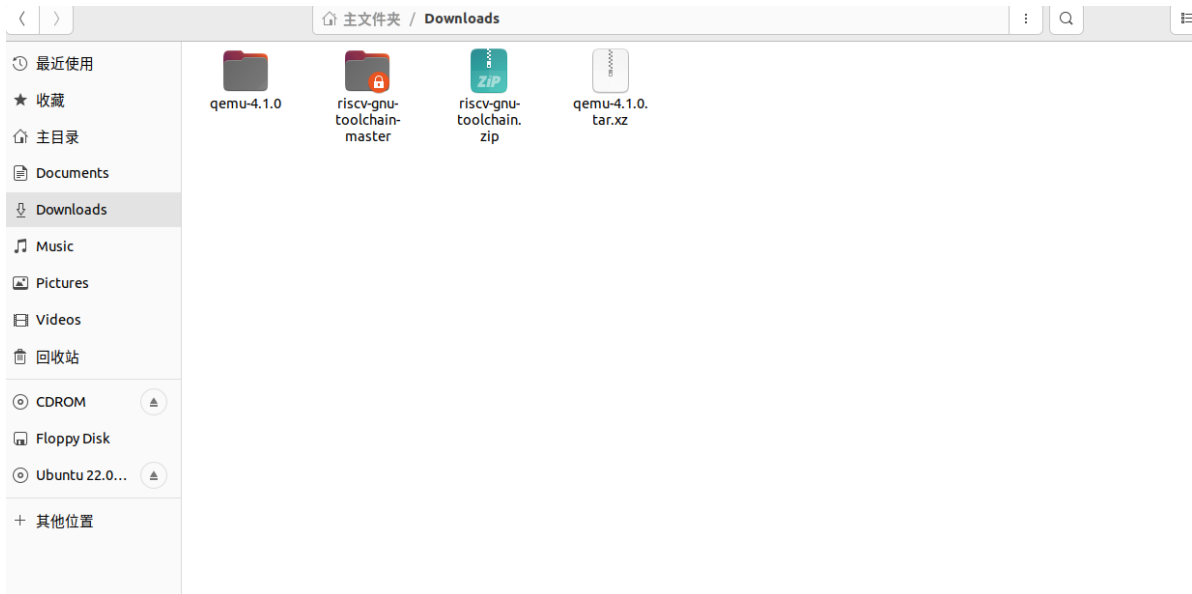 主文件夹 / Downloads
最近使用
收藏
主目录
Documents
Downloads
Music
Pictures
Videos
回收站
CDROM
Floppy Disk
Ubuntu 22.0...
其他位置
qemu-4.1.0
riscv-gnu-
toolchain-
master
ZIP
riscv-gnu-
toolchain.
zip
qemu-4.1.0.
tar.xz